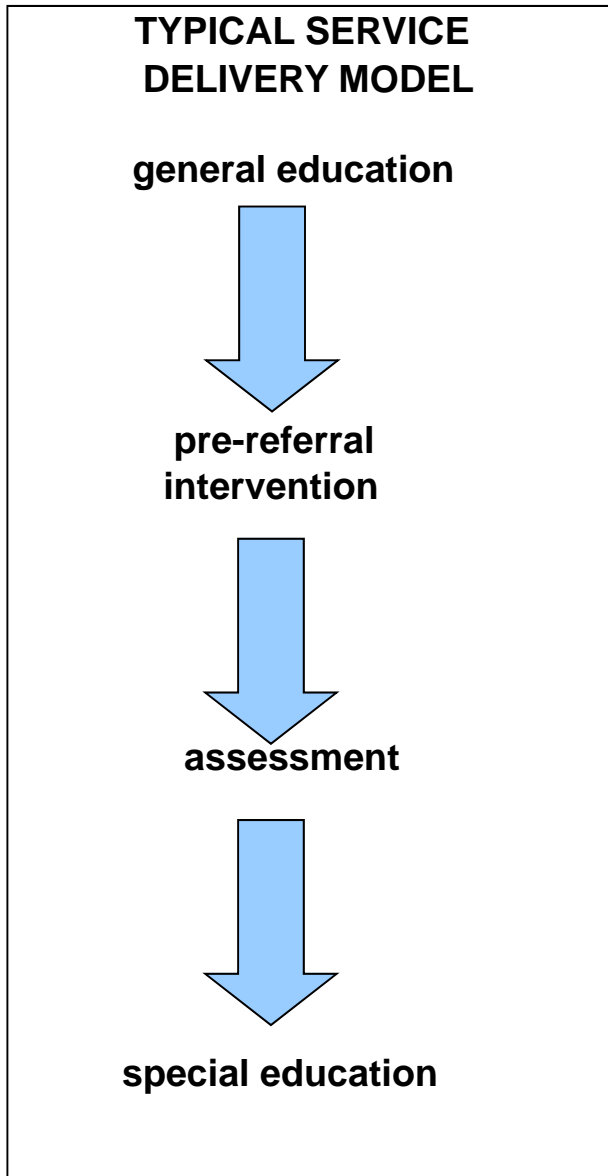 TYPICAL SERVICE
DELIVERY MODEL
general education
pre-referral
intervention
assessment
special education